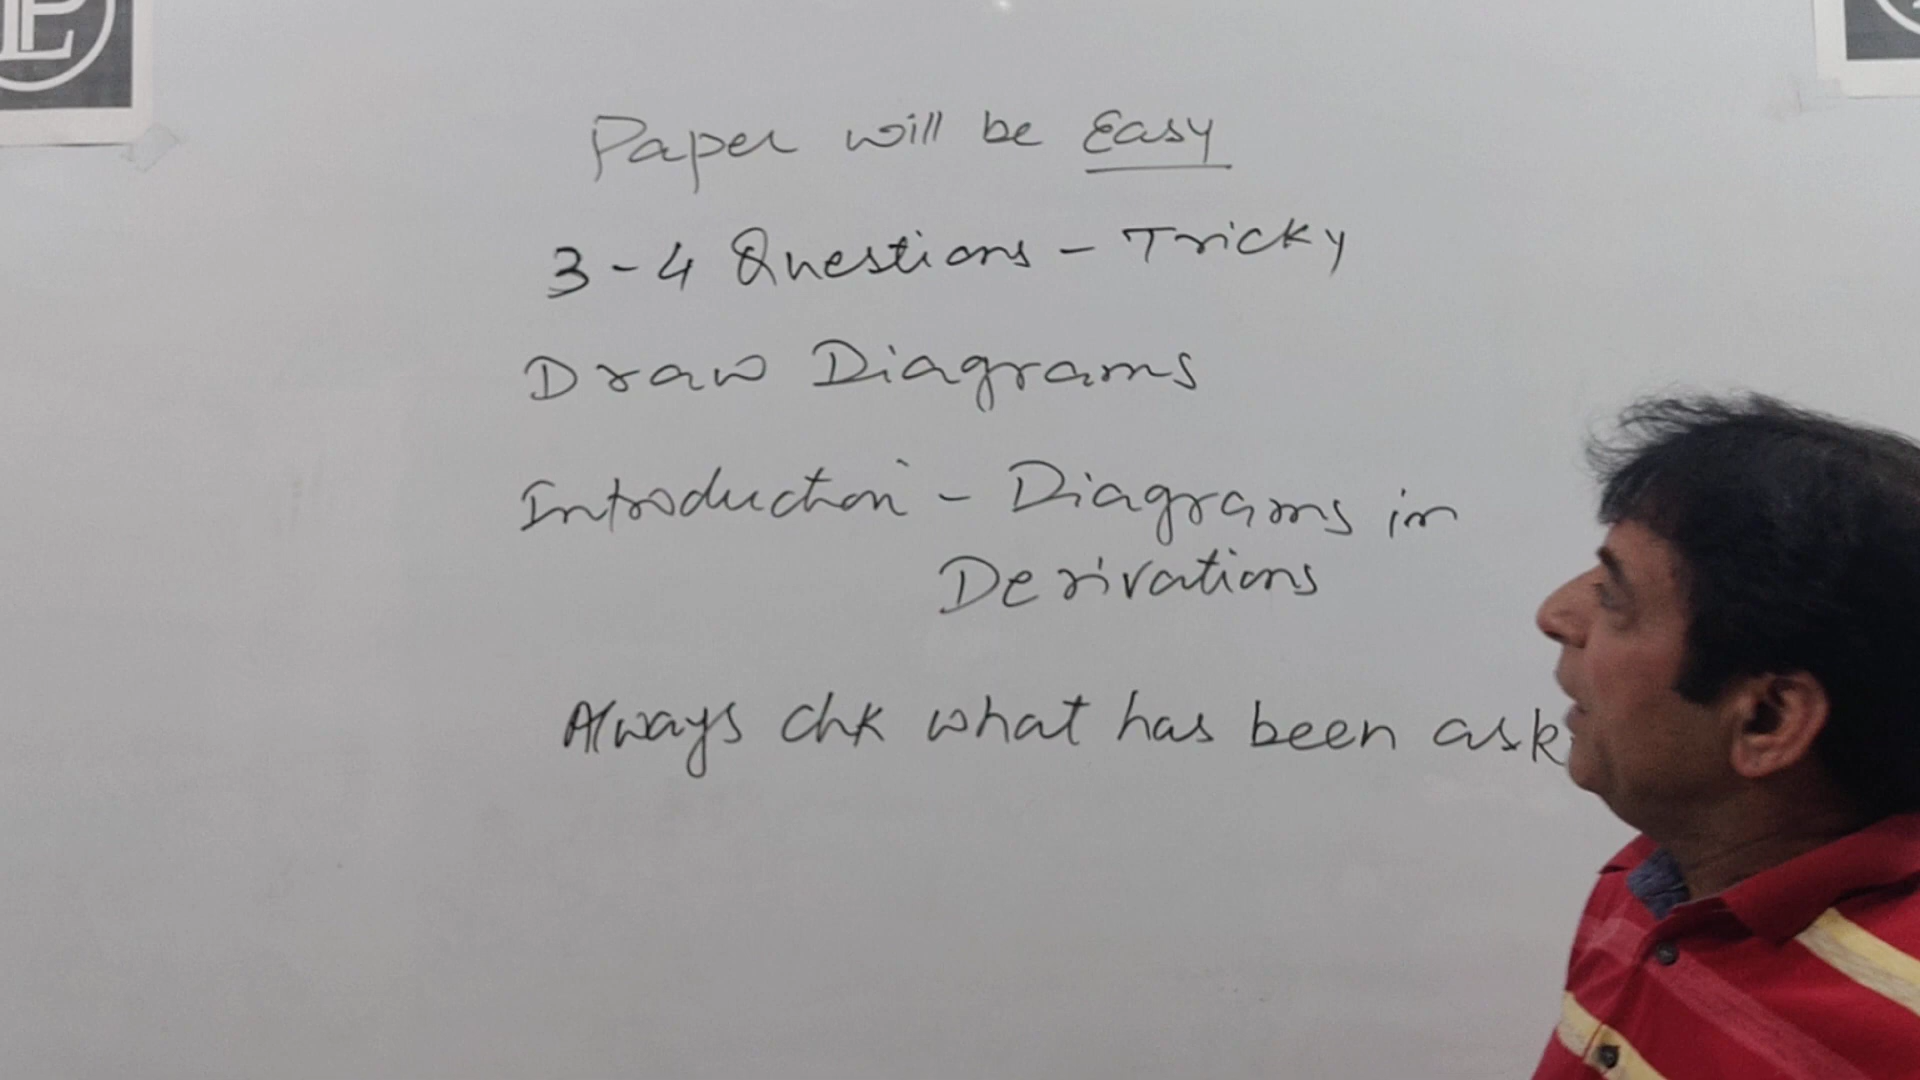 Paper will be Easy
3-4 Questions - Tricky
Draw Diagrams
Introduction - Diagrams in
Derivations
Always chk what has been ask